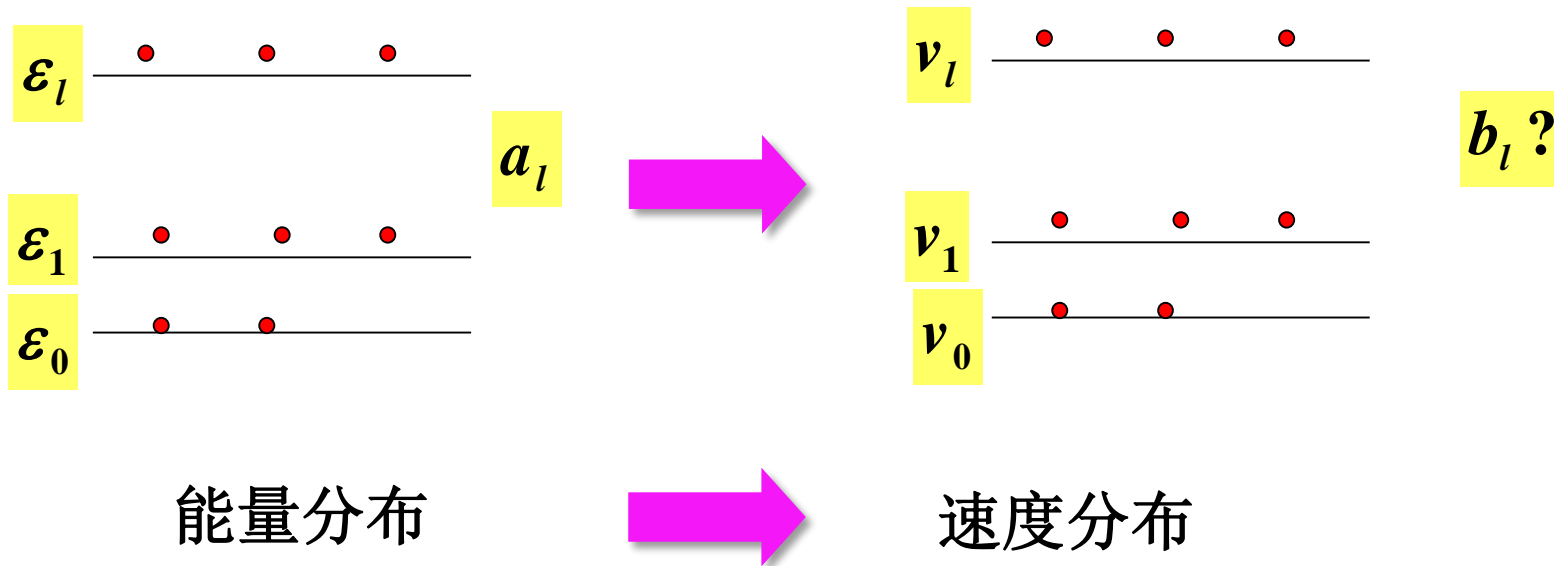 ε_l
a_l
ε_1
ε_0
v_l
b_l ?
v_1
v_0
能量分布
速度分布